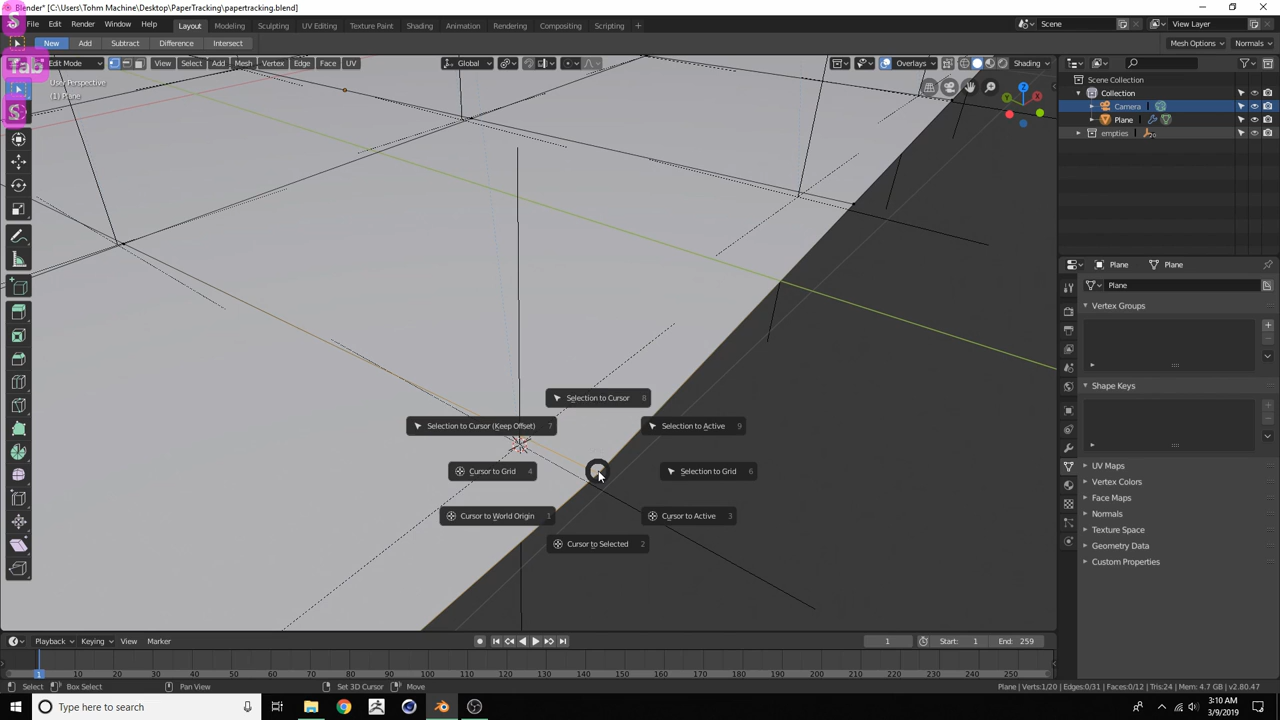 Blender* [C:\Users\Tohm Machine\Desktop\PaperTracking\papertracking.blend]
File Edit Render Window Help Layout Modeling Sculpting UV Editing Texture Paint Shading Animation Rendering Compositing Scripting + Scene View Layer
New Add Subtract Difference Intersect Mesh Options Normals
Tab
Edit Mode View Select Add Mesh Vertex Edge Face UV Global Overlays Shading
User Perspective
(1) Plane
Scene Collection
Collection
Camera
Plane
empties
Z
Y
X
Plane Plane
Plane
Vertex Groups
Shape Keys
UV Maps
Vertex Colors
Face Maps
Normals
Texture Space
Geometry Data
Custom Properties
Selection to Cursor 8
Selection to Cursor (Keep Offset) 7
Selection to Active 9
Cursor to Grid 4
Selection to Grid 6
Cursor to World Origin 1
Cursor to Active 3
Cursor to Selected 2
Playback Keying View Marker 1 Start: 1 End: 259
1 10 20 30 40 50 60 70 80 90 100 110 120 130 140 150 160 170 180 190 200 210 220 230 240 250
Select Box Select Pan View Set 3D Cursor Move Plane | Verts:1/20 | Edges:0/31 | Faces:0/12 | Tris:24 | Mem: 4.7 GB | v2.80.47
Type here to search
3:10 AM
3/9/2019